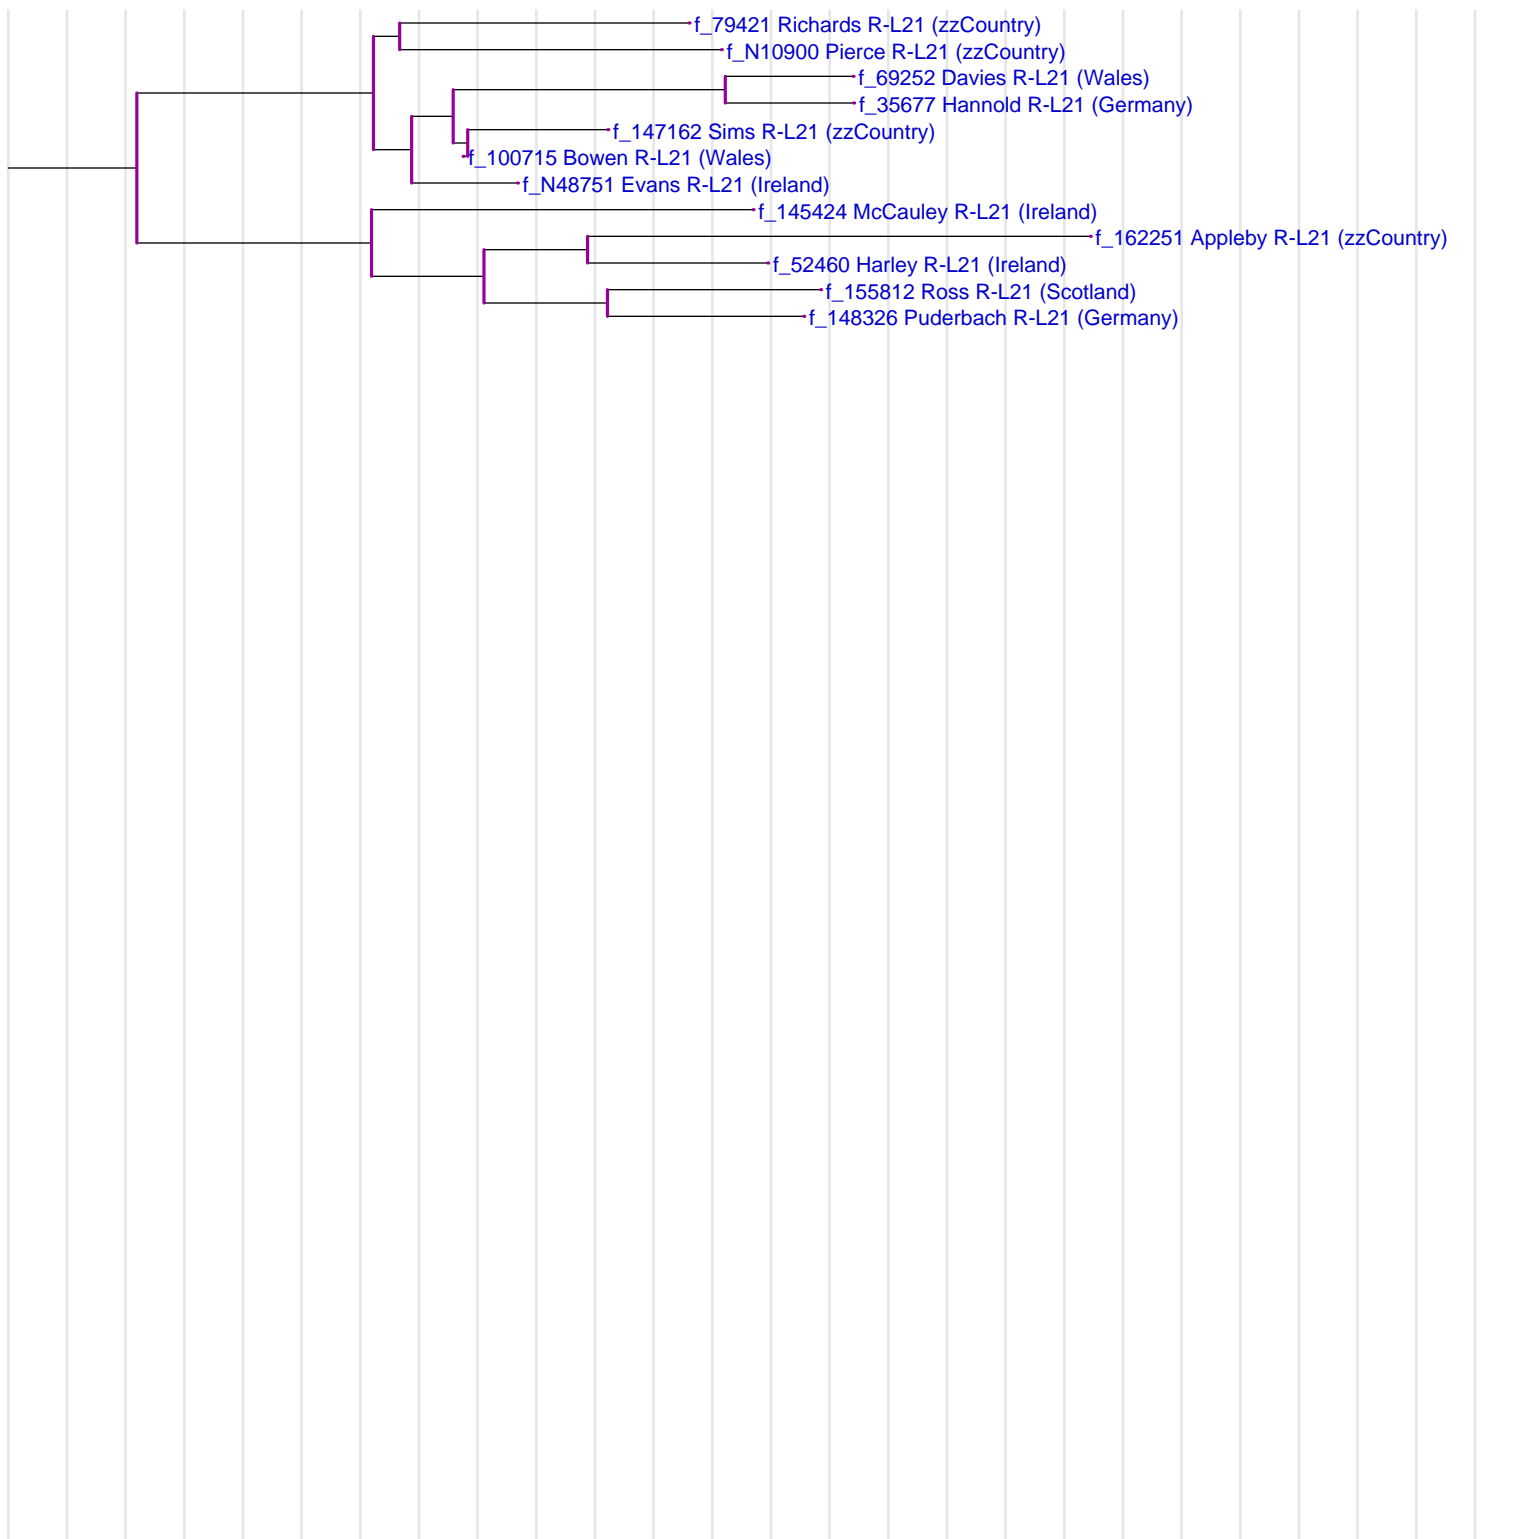 f_79421 Richards R-L21 (zzCountry)
f_N10900 Pierce R-L21 (zzCountry)
f_69252 Davies R-L21 (Wales)
f_35677 Hannold R-L21 (Germany)
f_147162 Sims R-L21 (zzCountry)
f_100715 Bowen R-L21 (Wales)
f_N48751 Evans R-L21 (Ireland)
f_145424 McCauley R-L21 (Ireland)
f_162251 Appleby R-L21 (zzCountry)
f_52460 Harley R-L21 (Ireland)
f_155812 Ross R-L21 (Scotland)
f_148326 Puderbach R-L21 (Germany)